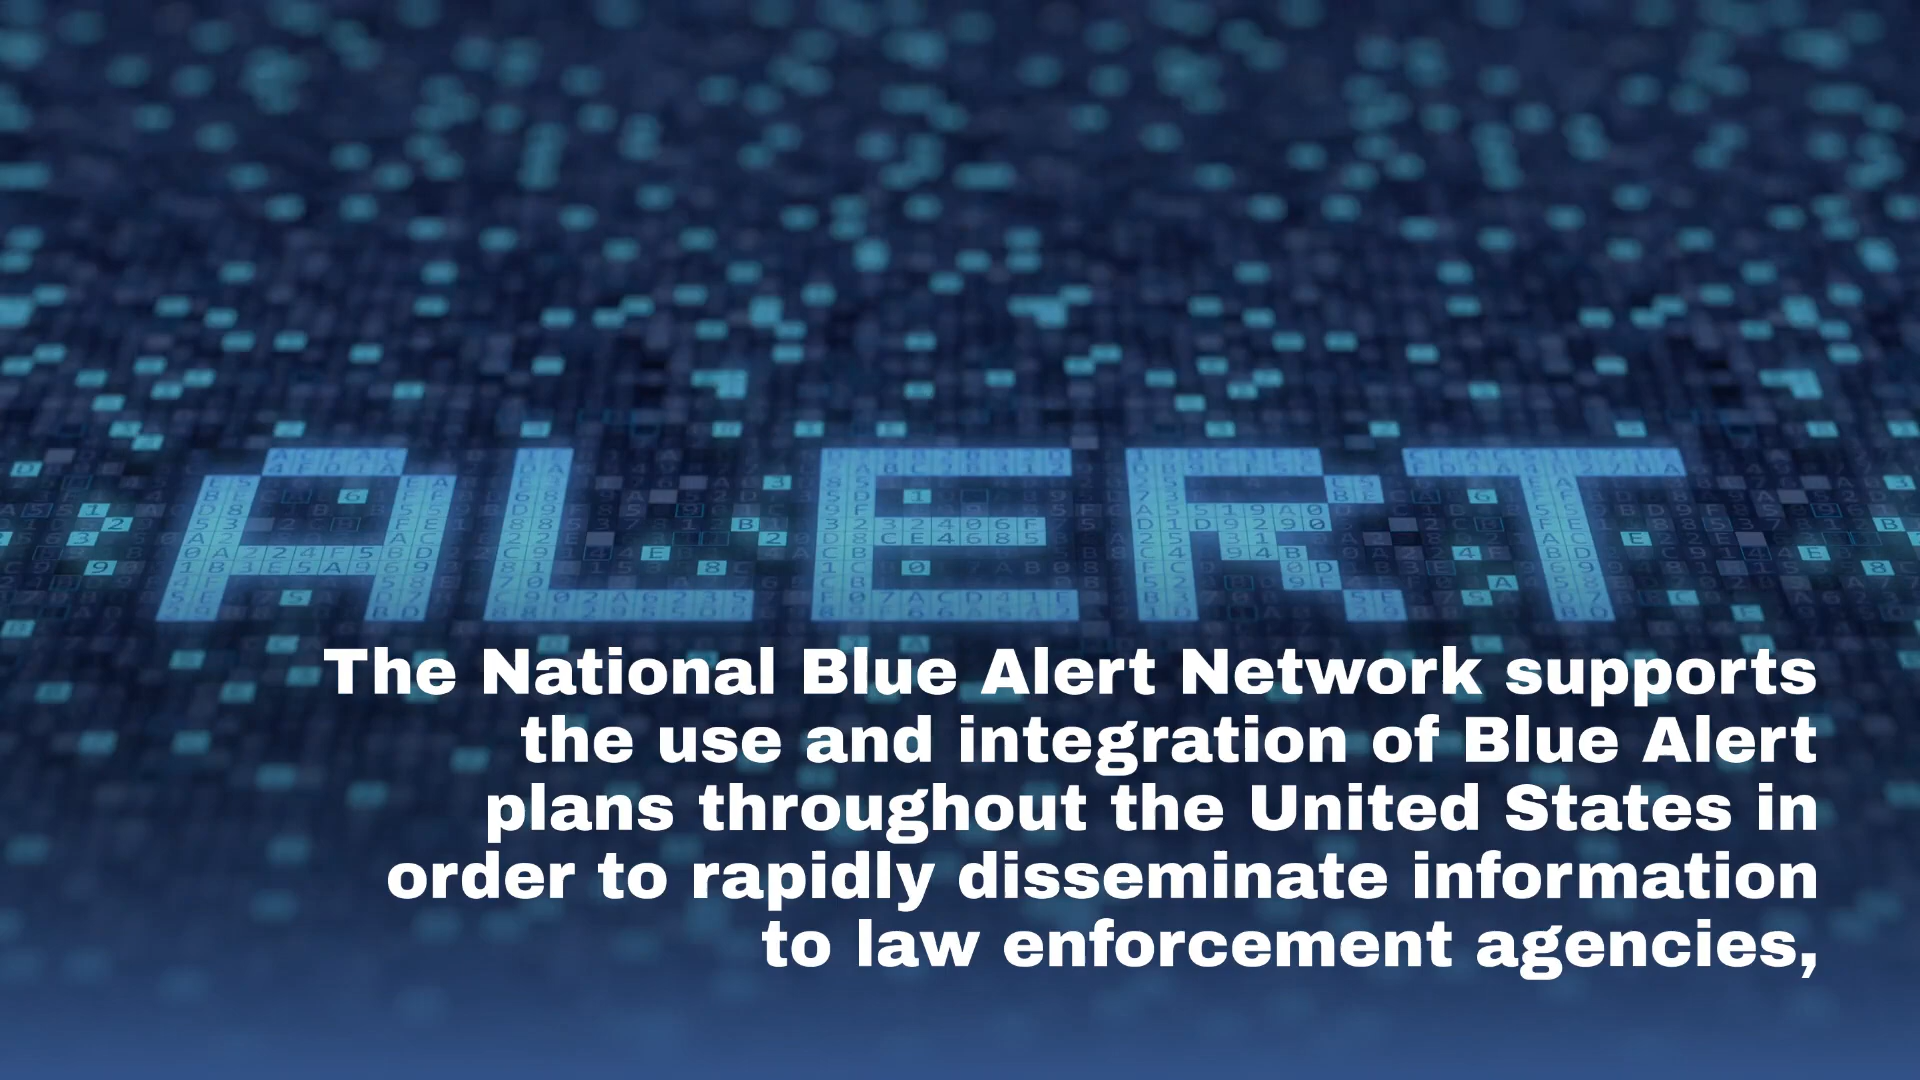 ALERT
The National Blue Alert Network supports
the use and integration of Blue Alert
plans throughout the United States in
order to rapidly disseminate information
to law enforcement agencies,